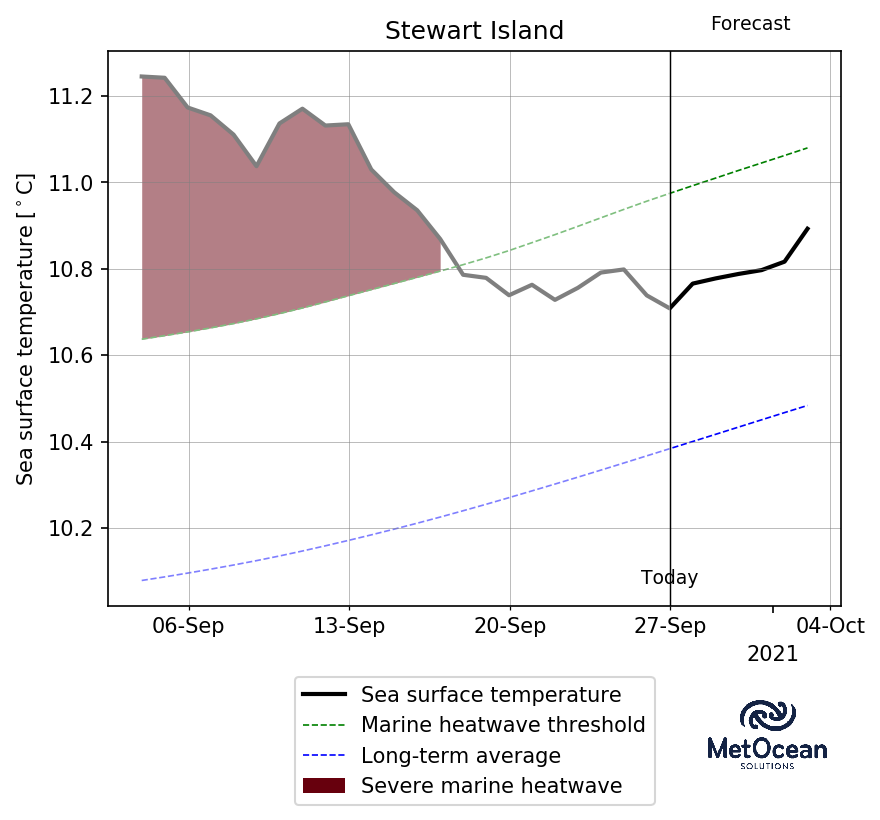 Stewart Island
Forecast
Sea surface temperature [°C]
11.2
11.0
10.8
10.6
10.4
10.2
Today
06-Sep
13-Sep
20-Sep
27-Sep
04-Oct
2021
Sea surface temperature
Marine heatwave threshold
Long-term average
Severe marine heatwave
MetOcean
SOLUTIONS